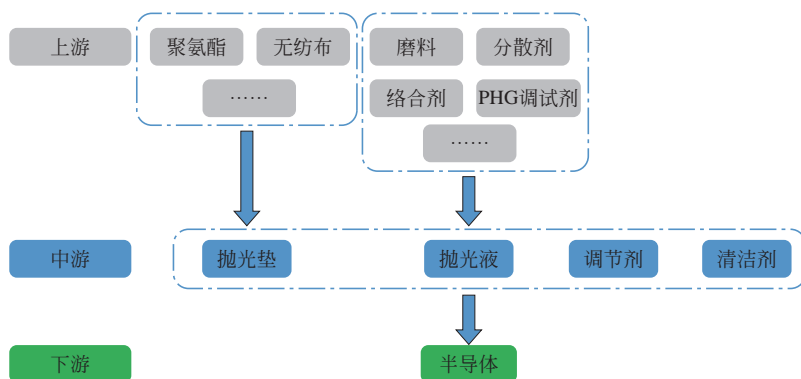 上游
聚氨酯
无纺布
……
磨料
分散剂
络合剂
PHG调试剂
……
中游
抛光垫
抛光液
调节剂
清洁剂
下游
半导体